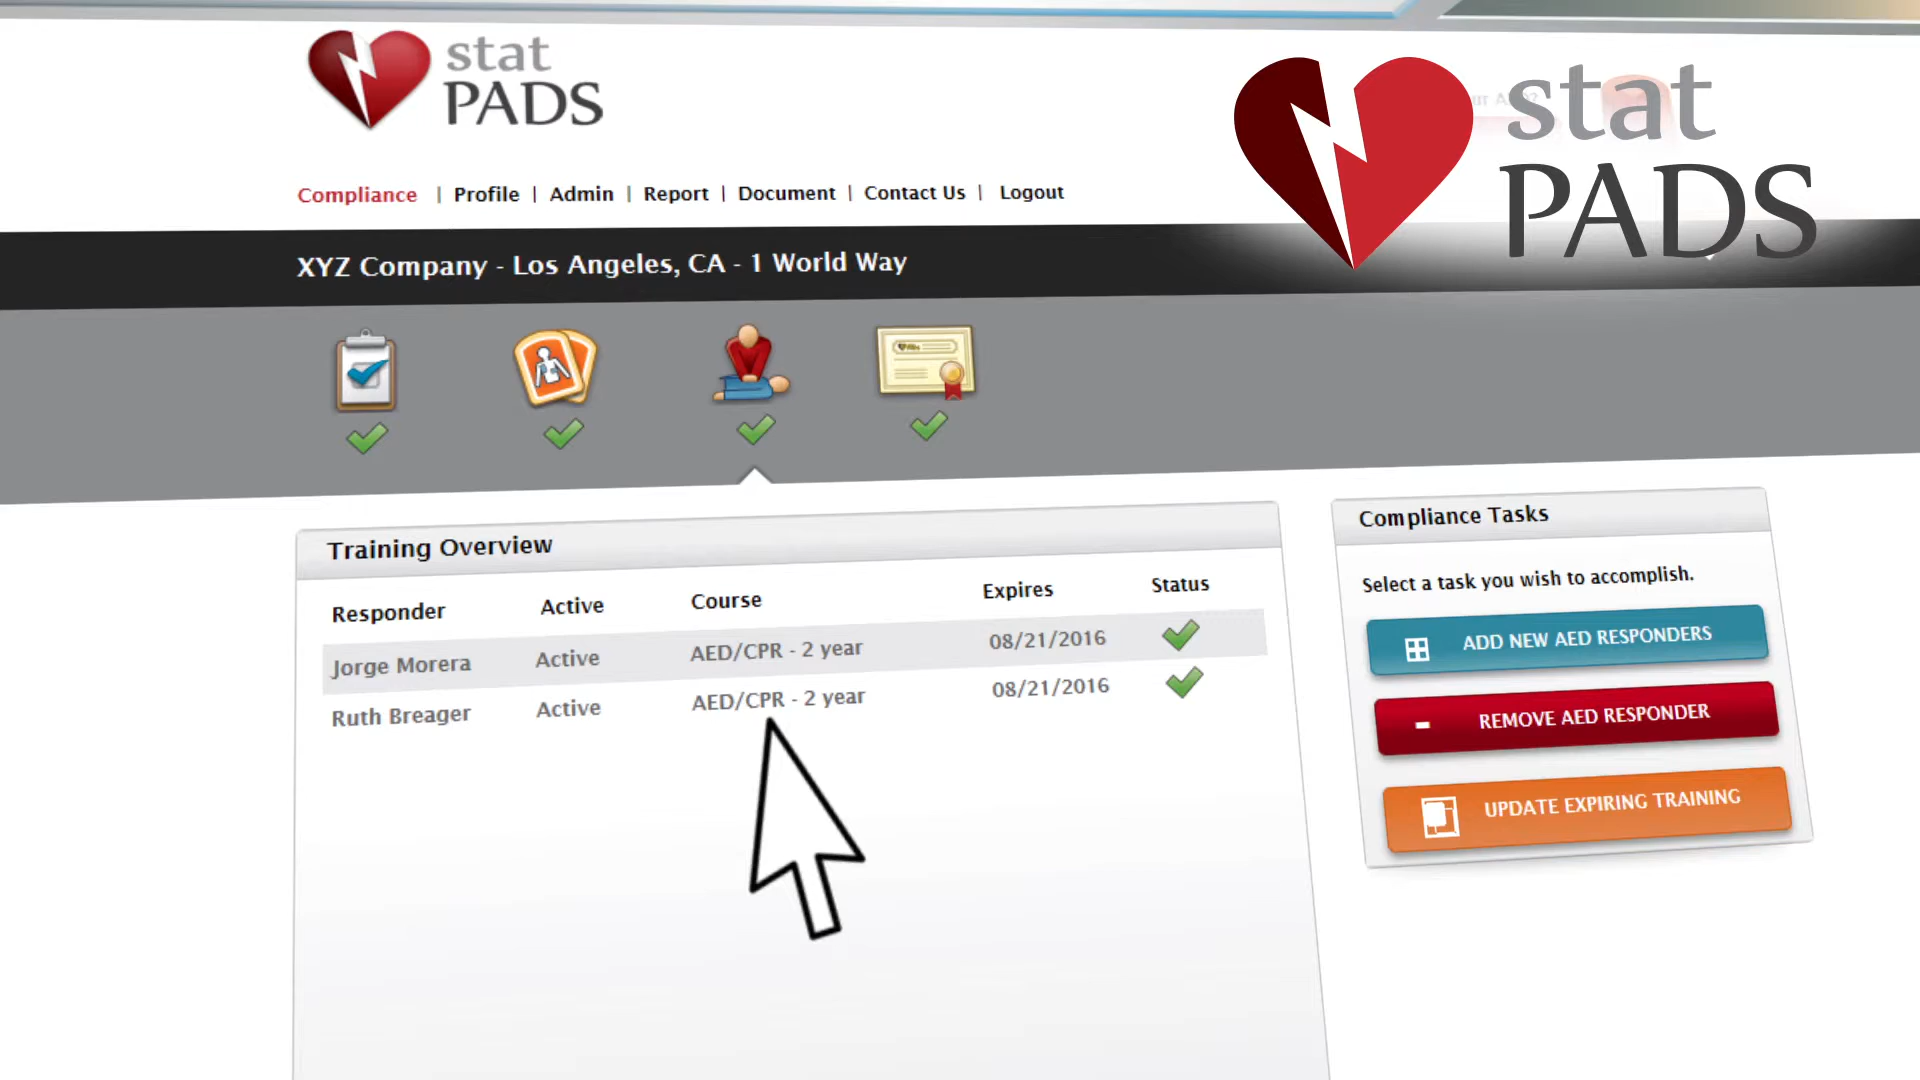 stat
PADS
stat
PADS
Compliance | Profile | Admin | Report | Document | Contact Us | Logout
XYZ Company - Los Angeles, CA - 1 World Way
Training Overview
Responder Active Course Expires Status
Jorge Morera Active AED/CPR - 2 year 08/21/2016
Ruth Breager Active AED/CPR - 2 year 08/21/2016
Compliance Tasks
Select a task you wish to accomplish.
ADD NEW AED RESPONDERS
REMOVE AED RESPONDER
UPDATE EXPIRING TRAINING